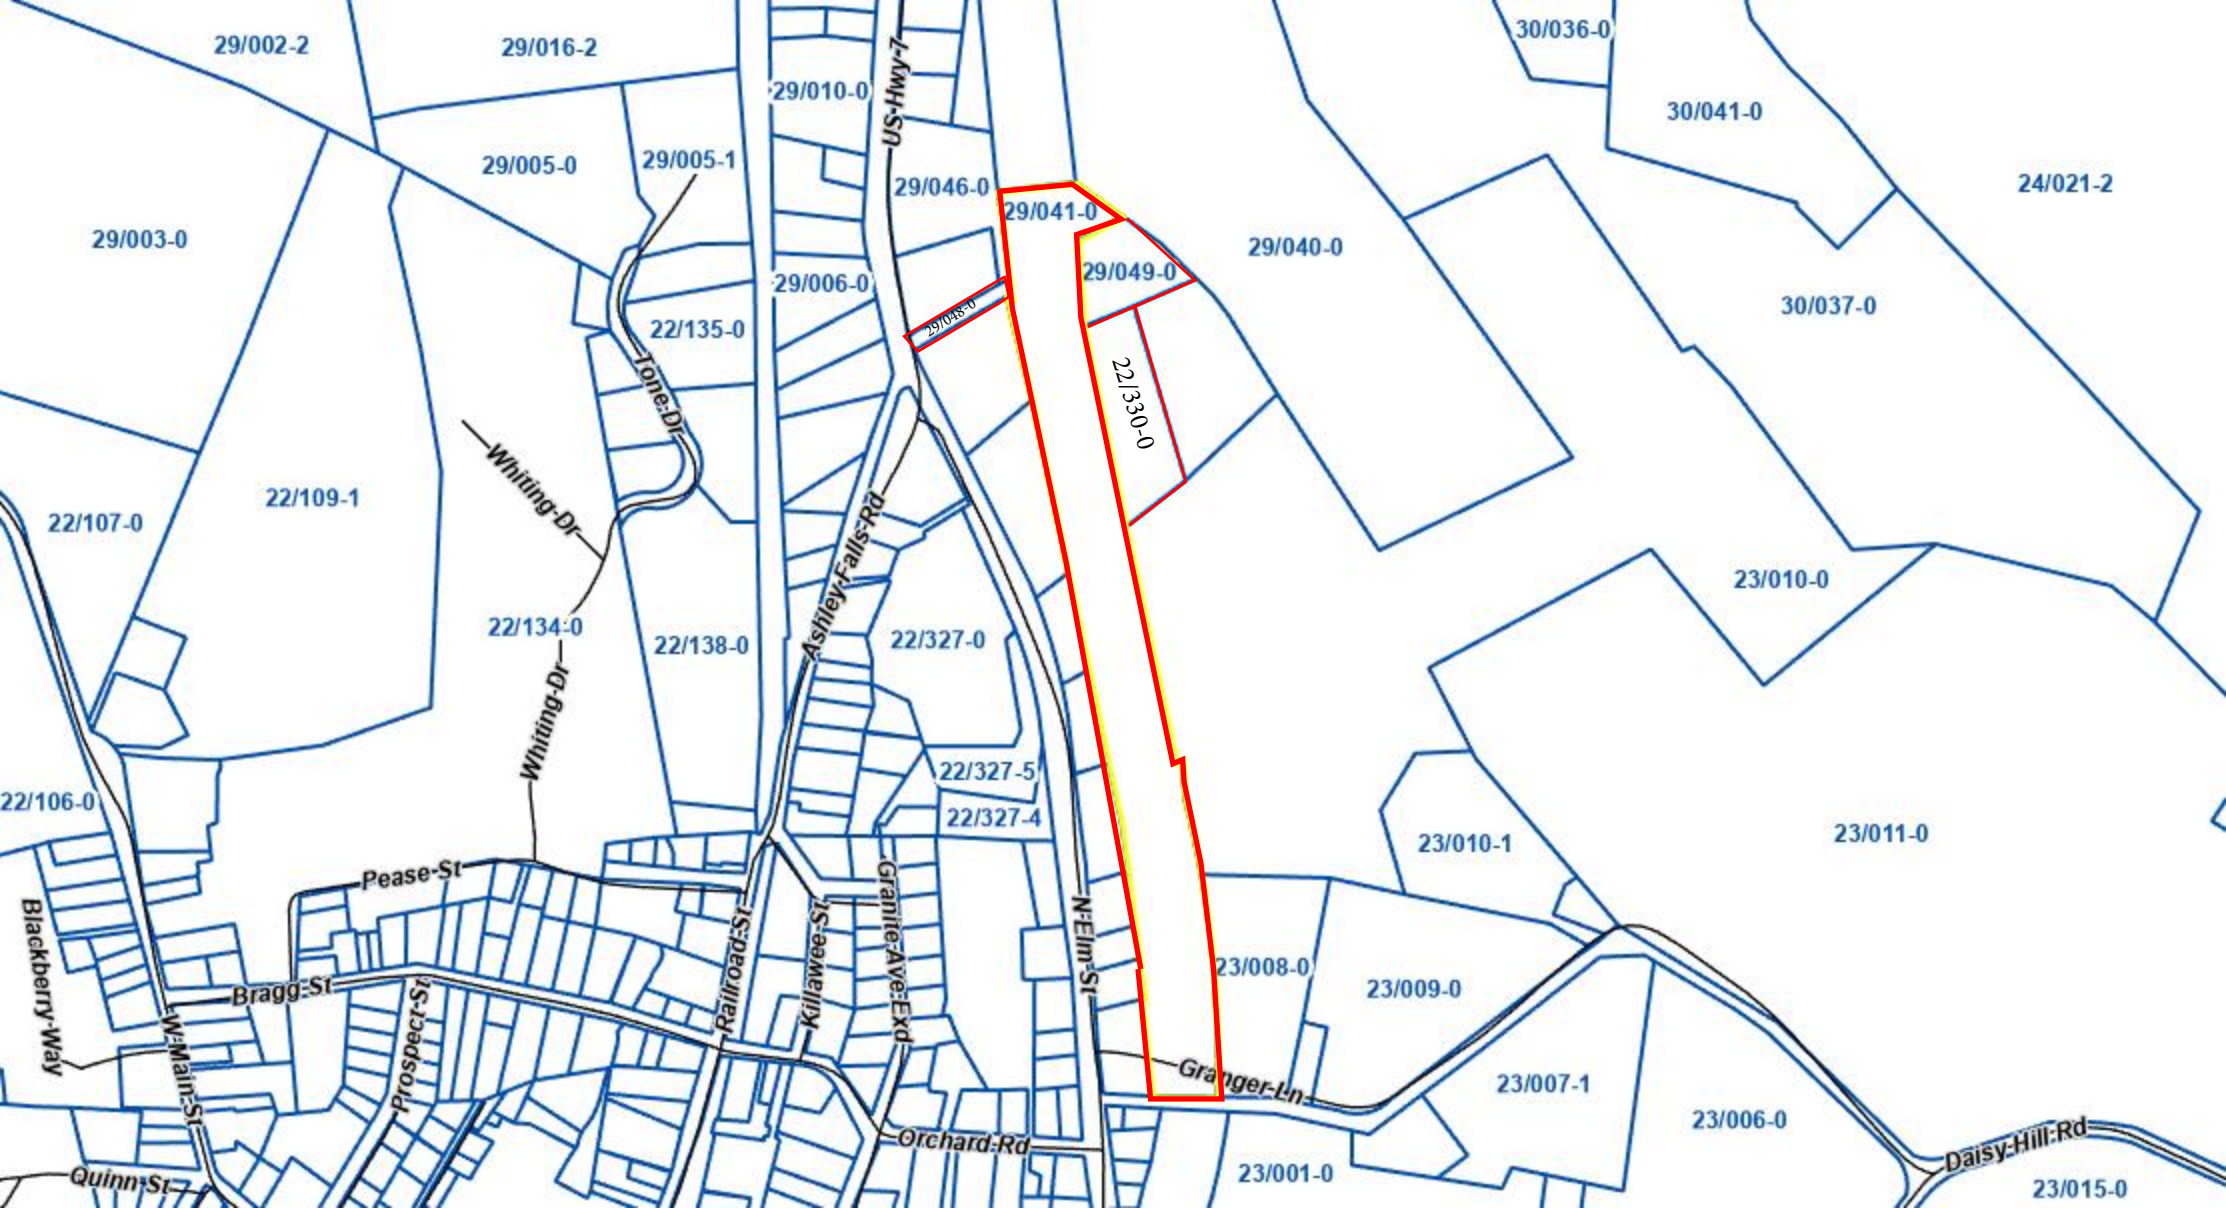 29/002-2
29/016-2
30/036-0
29/010-0
US-Hwy-7
30/041-0
29/005-0
29/005-1
29/046-0
24/021-2
29/041-0
29/003-0
29/040-0
29/006-0
29/049-0
30/037-0
29/048-0
22/135-0
Tone-Dr
22/330-0
Whiting-Dr
22/109-1
22/107-0
Ashley-Falls-Rd
23/010-0
22/134-0
22/138-0
22/327-0
Whiting-Dr
22/327-5
22/106-0
22/327-4
23/011-0
23/010-1
Pease-St
Blackberry-Way
Granite-Ave-Exd
N-Elm-St
Railroad-St
Killawee-St
23/008-0
23/009-0
Bragg-St
Prospect-St
W-Main-St
Granger-Ln
23/007-1
23/006-0
Orchard-Rd
Daisy-Hill-Rd
Quinn-St
23/001-0
23/015-0